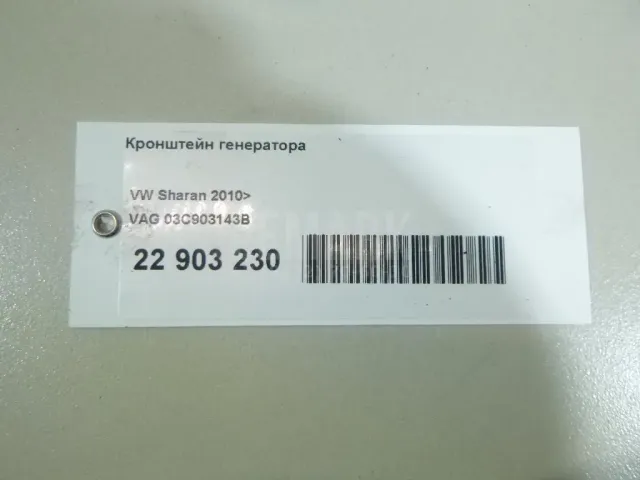 Кронштейн генератора
VW Sharan 2010>
VAG 03C903143B
22 903 230